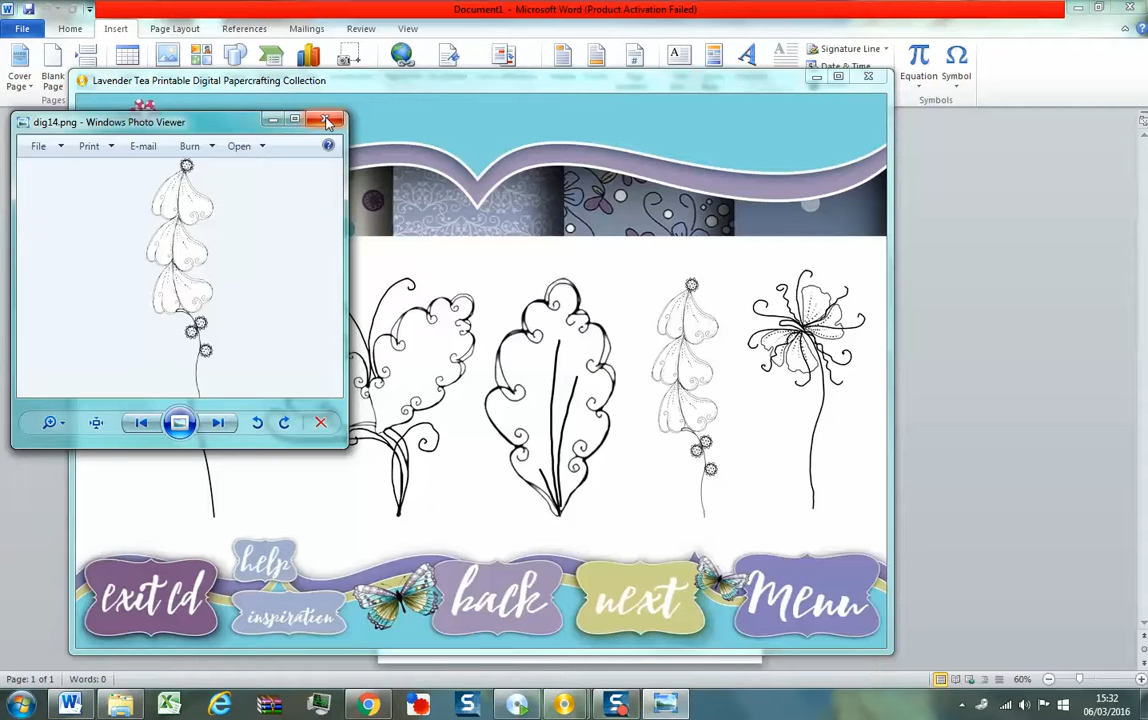 Document1 - Microsoft Word (Product Activation Failed)
File Home Insert Page Layout References Mailings Review View
Cover Page Blank Page Signature Line Equation Symbol
Date & Time
Pages Symbols
Lavender Tea Printable Digital Papercrafting Collection
dig14.png - Windows Photo Viewer
File Print E-mail Burn Open
exit cd help inspiration back next Menu
Page: 1 of 1 Words: 0 60%
15:32
06/03/2016